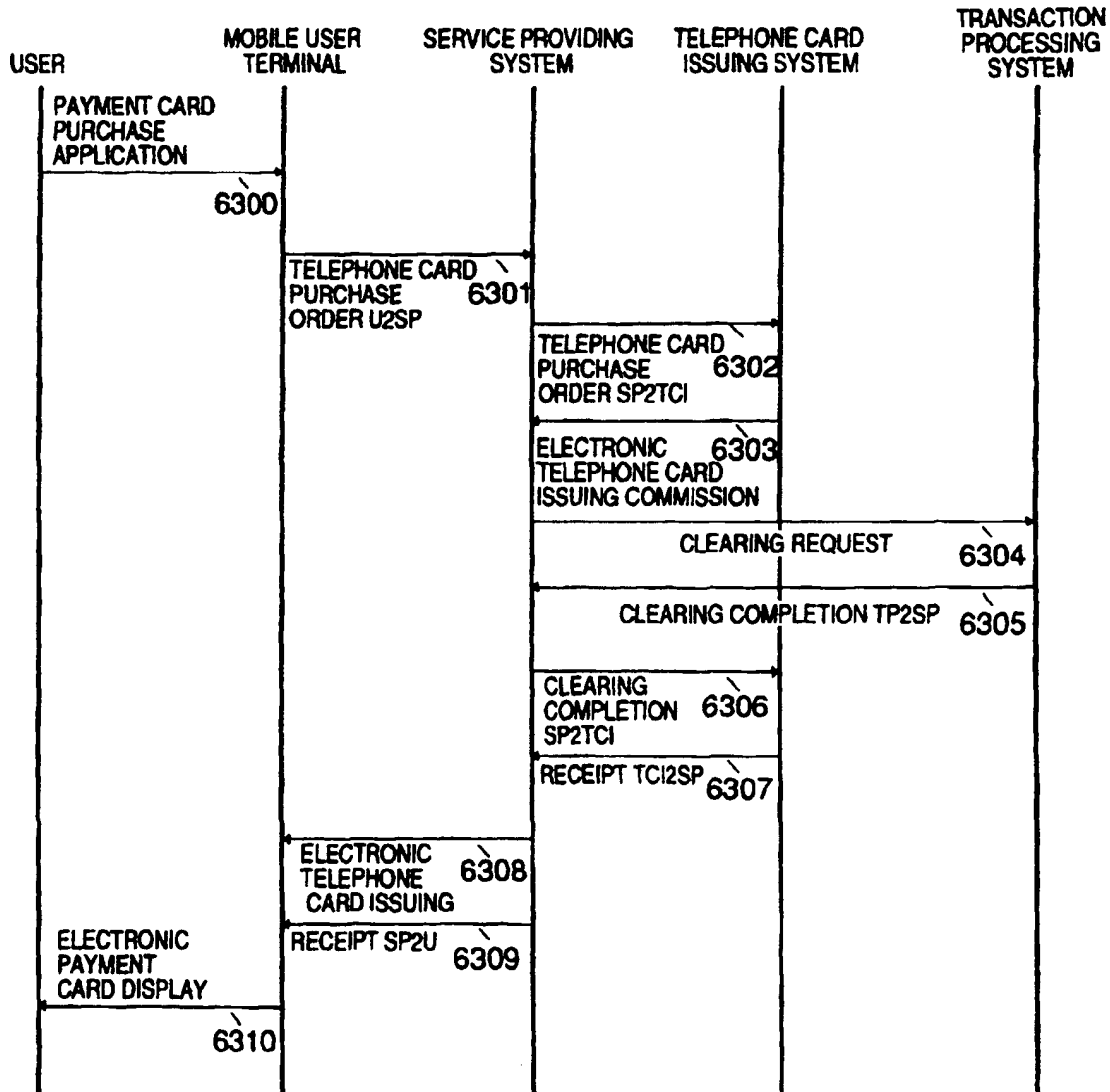 USER
MOBILE USER
TERMINAL
SERVICE PROVIDING
SYSTEM
TELEPHONE CARD
ISSUING SYSTEM
TRANSACTION
PROCESSING
SYSTEM
PAYMENT CARD
PURCHASE
APPLICATION
6300
TELEPHONE CARD
PURCHASE
ORDER U2SP
6301
TELEPHONE CARD
PURCHASE
ORDER SP2TCI
6302
ELECTRONIC
TELEPHONE CARD
ISSUING COMMISSION
6303
CLEARING REQUEST
6304
CLEARING COMPLETION TP2SP
6305
CLEARING
COMPLETION
SP2TCI
6306
RECEIPT TCI2SP
6307
ELECTRONIC
TELEPHONE
CARD ISSUING
6308
RECEIPT SP2U
6309
ELECTRONIC
PAYMENT
CARD DISPLAY
6310